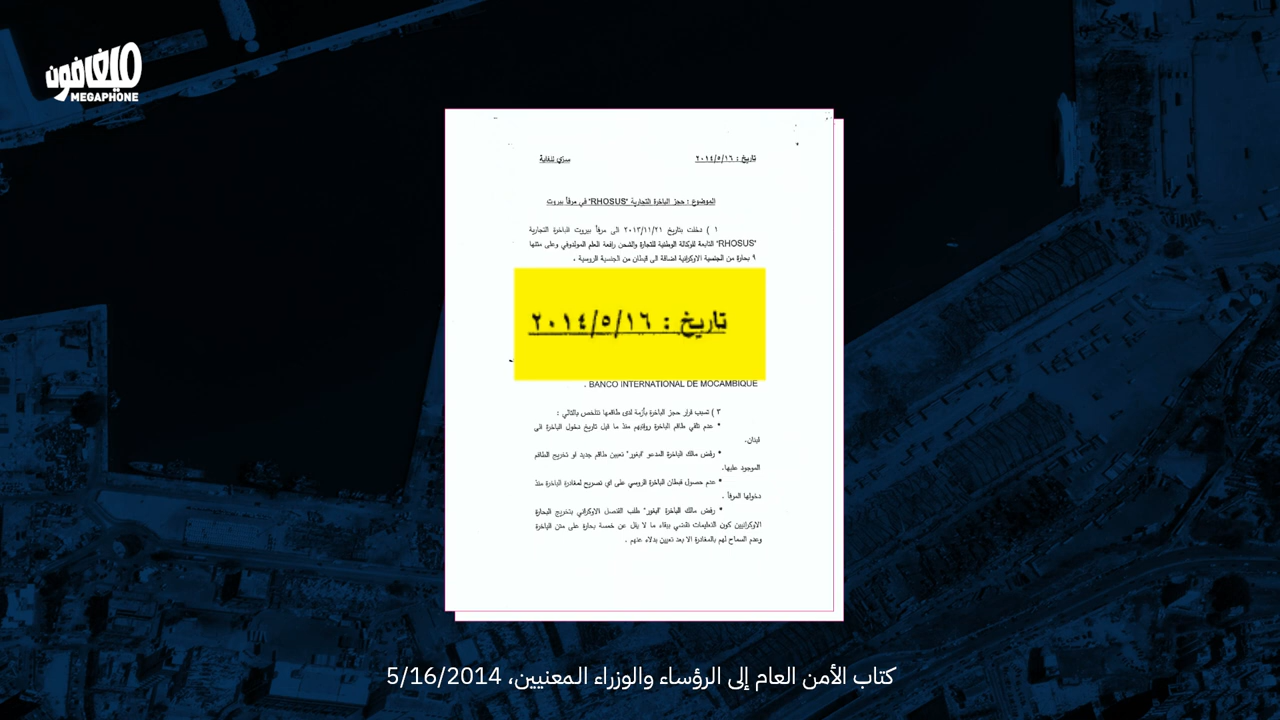 ميغافون
MEGAPHONE
تاريخ : ٢٠١٤/٥/١٦
سري للغاية
الموضوع : حجز الباخرة التجارية "RHOSUS" في مرفأ بيروت
١ ) دخلت بتاريخ ٢٠١٣/١١/٢١ الى مرفأ بيروت الباخرة التجارية
"RHOSUS" التابعة للوكالة الوطنية للتجارة والشحن رافعة العلم المولدوفي وعلى متنها
٩ بحارة من الجنسية الاوكرانية اضافة الى قبطان من الجنسية الروسية .
تاريخ : ٢٠١٤/٥/١٦
BANCO INTERNATIONAL DE MOCAMBIQUE .
٣ ) تسبب قرار حجز الباخرة بأزمة لدى طاقمها تتلخص بالتالي :
* عدم تلقي طاقم الباخرة رواتبهم منذ ما قبل تاريخ دخول الباخرة الى
لبنان.
* رفض مالك الباخرة المدعو "ايغور" تعيين طاقم جديد او تخريج الطاقم
الموجود عليها.
* عدم حصول قبطان الباخرة الروسي على اي تصريح لمغادرة الباخرة منذ
دخولها المرفأ .
* رفض مالك الباخرة "ايغور" طلب القنصل الاوكراني بتخريج البحارة
الاوكرانيين كون التعليمات تقتضي ببقاء ما لا يقل عن خمسة بحارة على متن الباخرة
وعدم السماح لهم بالمغادرة الا بعد تعيين بدلاء عنهم .
كتاب الأمن العام إلى الرؤساء والوزراء المعنيين، 5/16/2014